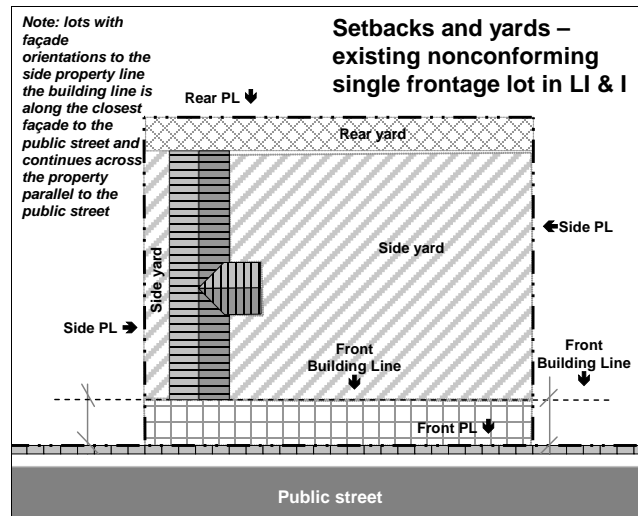 Note: lots with
façade
orientations to the
side property line
the building line is
along the closest
façade to the
public street and
continues across
the property
parallel to the
public street
Setbacks and yards –
existing nonconforming
single frontage lot in LI & I
Rear PL
Rear yard
Side PL
Side yard
Side yard
Side PL
Front
Building Line
Front
Building Line
Front PL
Public street